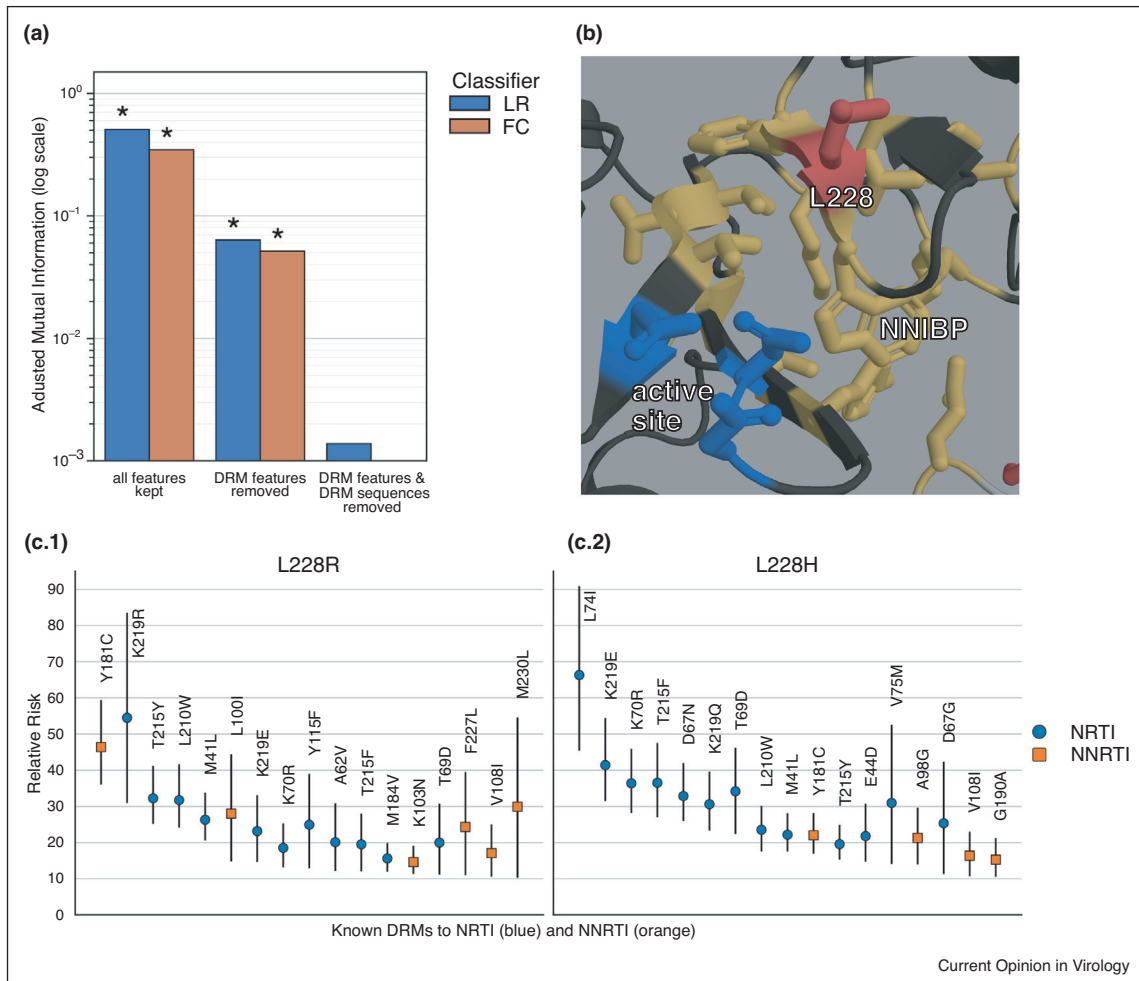 (a)
Adusted Mutual Information (log scale)
10⁰
10⁻¹
10⁻²
10⁻³
* * * *
Classifier
LR
FC
all features
kept
DRM features
removed
DRM features &
DRM sequences
removed
(b)
L228
NNIBP
active
site
(c.1)
L228R
Relative Risk
90
80
70
60
50
40
30
20
10
0
Y181C
K219R
T215Y
L210W
M41L
L100I
K219E
K70R
Y115F
A62V
T215F
M184V
K103N
T69D
F227L
V108I
M230L
(c.2)
L228H
L74I
K219E
K70R
T215F
D67N
K219Q
T69D
L210W
M41L
Y181C
T215Y
E44D
V75M
A98G
D67G
V108I
G190A
NRTI
NNRTI
Known DRMs to NRTI (blue) and NNRTI (orange)
Current Opinion in Virology